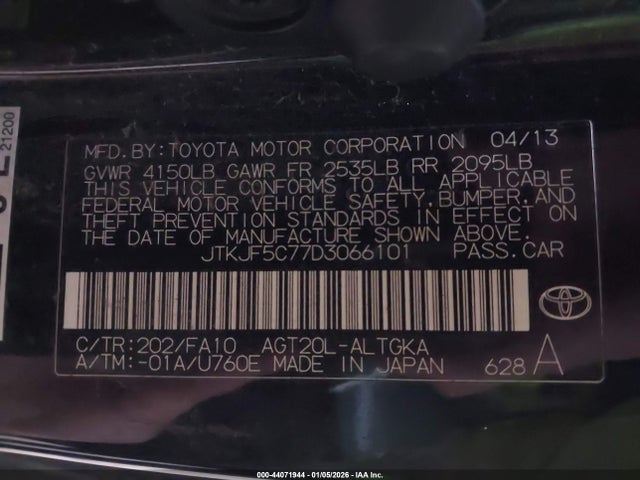 21200
MFD.BY:TOYOTA MOTOR CORPORATION 04/13
GVWR 4150LB GAWR FR 2535LB RR 2095LB
THIS VEHICLE CONFORMS TO ALL APPLICABLE
FEDERAL MOTOR VEHICLE SAFETY,BUMPER,AND
THEFT PREVENTION STANDARDS IN EFFECT ON
THE DATE OF MANUFACTURE SHOWN ABOVE.
JTKJF5C77D3066101 PASS.CAR
C/TR:202/FA10 AGT20L-ALTGKA
A/TM:-01A/U760E MADE IN JAPAN 628 A
000-44071944 | 01/05/2026 - IAA Inc.